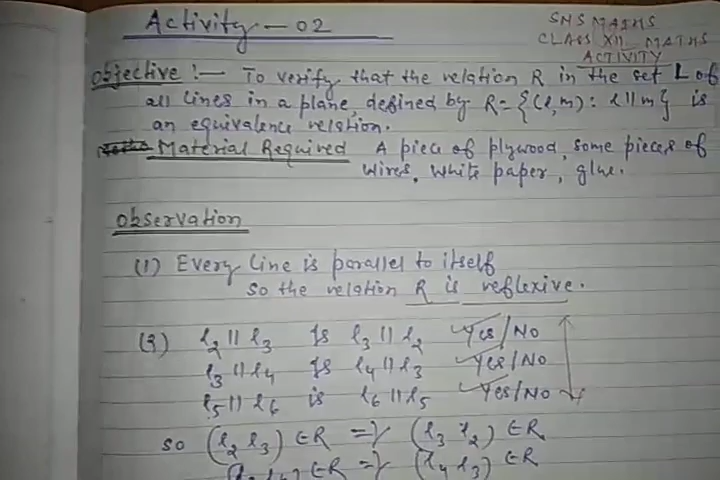 Activity - 02
SNS MATHS
CLASS XII MATHS
ACTIVITY
Objective :- To verify that the relation R in the set L of
all lines in a plane, defined by R = {(l, m) : l || m} is
an equivalence relation.
Material Required A piece of plywood, some pieces of
wires, white paper, glue.
Observation
(1) Every line is parallel to itself
so the relation R is reflexive.
(2) l2 || l3 Is l3 || l2 Yes/No
l3 || l4 Is l4 || l3 Yes/No
l5 || l6 is l6 || l5 Yes/No
so (l2 l3) ∈ R => (l3 l2) ∈ R
∈ R => (l4 l3) ∈ R